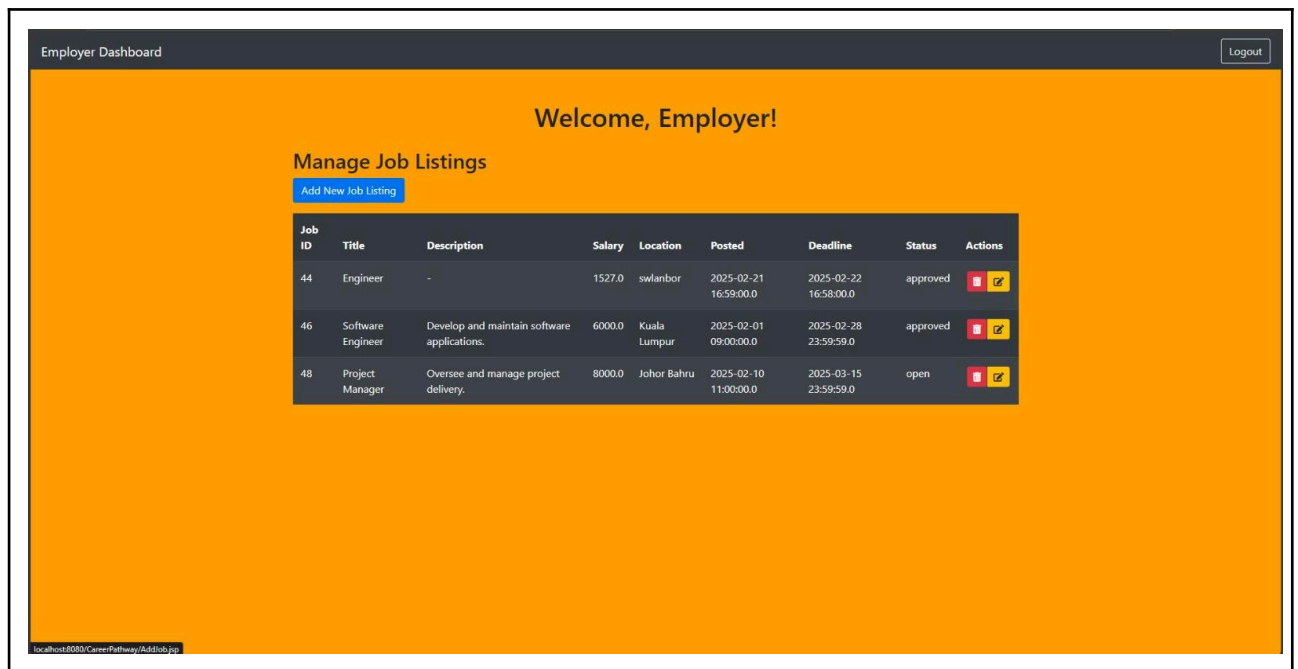 Employer Dashboard
Logout
Welcome, Employer!
Manage Job Listings
Add New Job Listing
Job
ID Title Description Salary Location Posted Deadline Status Actions
44 Engineer - 1527.0 swlanbor 2025-02-21 2025-02-22 approved
16:59:00.0 16:58:00.0
46 Software Develop and maintain software 6000.0 Kuala 2025-02-01 2025-02-28 approved
Engineer applications. Lumpur 09:00:00.0 23:59:59.0
48 Project Oversee and manage project 8000.0 Johor Bahru 2025-02-10 2025-03-15 open
Manager delivery. 11:00:00.0 23:59:59.0
localhost:8080/CareerPathway/AddJob.jsp